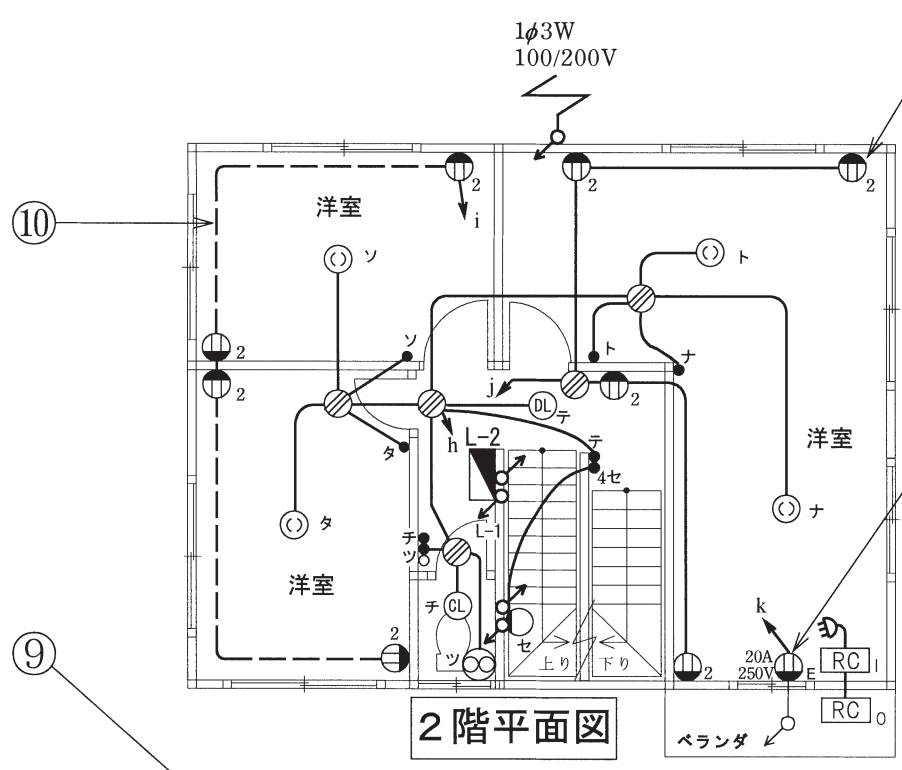 1φ3W
100/200V
2
2
2
⑩
洋室
i
ソ
ト
2
ソ
ト
ナ
2
j
2
DL
テ
h
L-2
テ
タ
4セ
洋室
タ
L-1
ナ
チ
ツ
洋室
チ
CL
k
セ
⑨
2
ツ
上り
下り
2
20A
250V
E
RC
I
RC
O
2階平面図
ベランダ